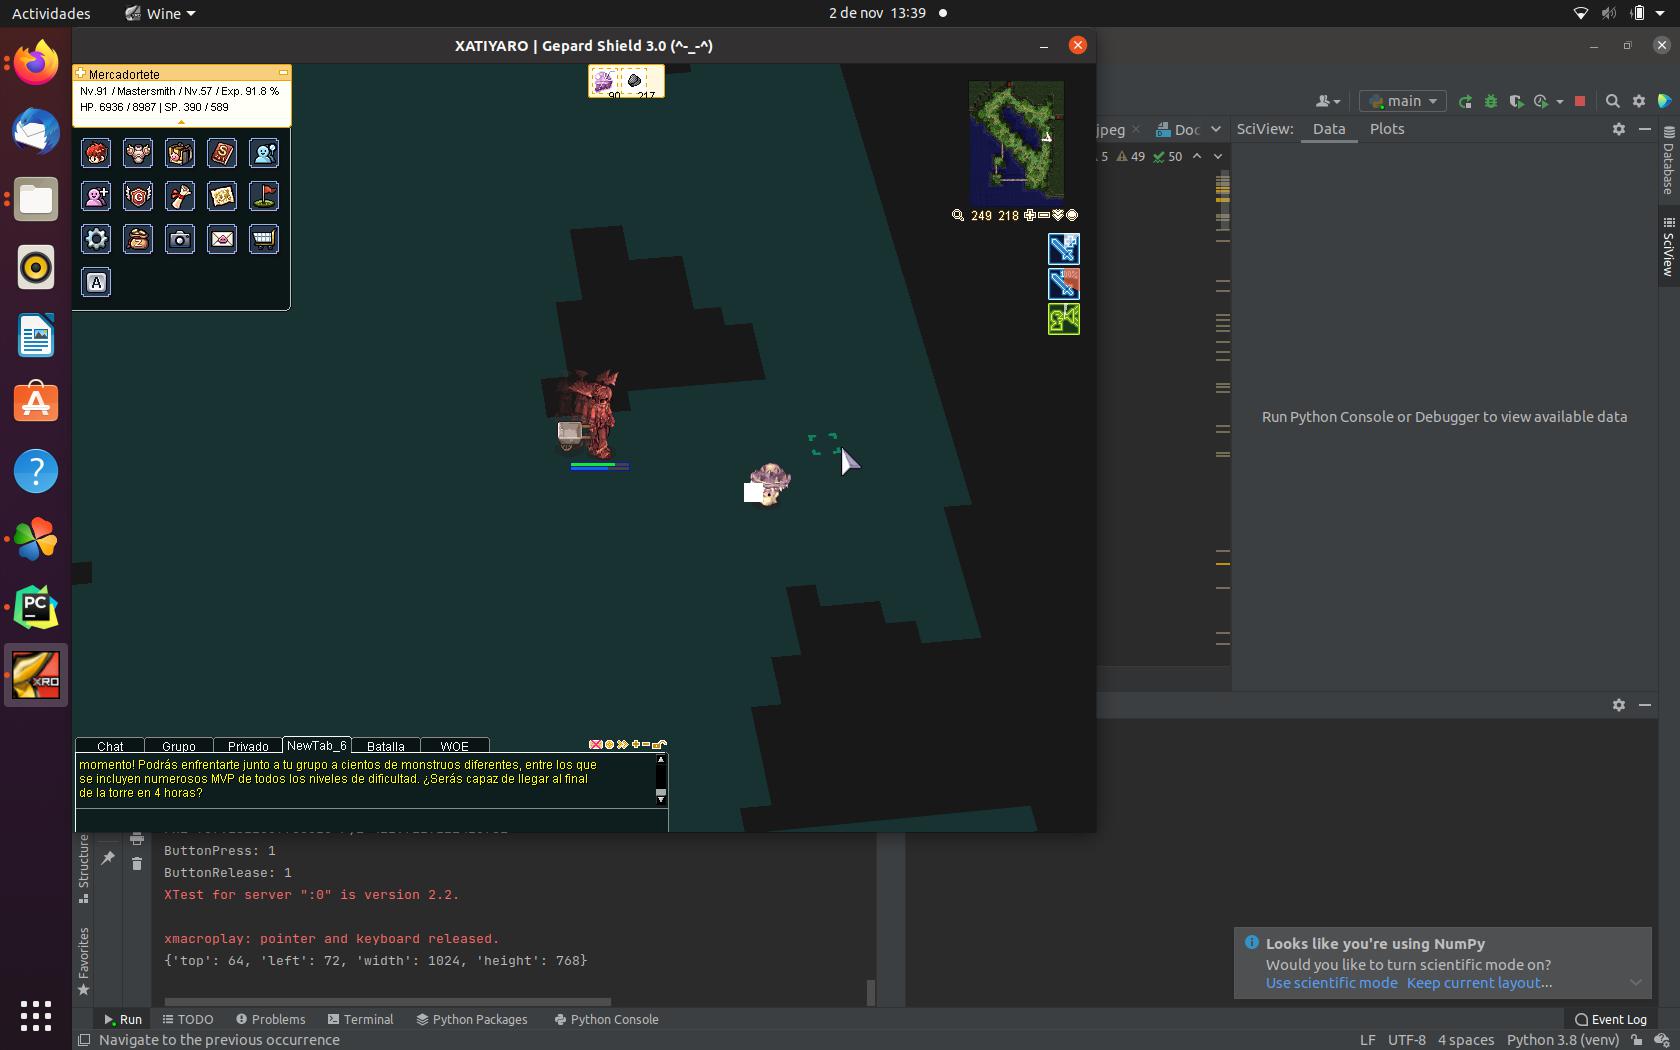 Actividades
Wine
2 de nov 13:39
XATIYARO | Gepard Shield 3.0 (^-_-^)
Mercadortete
Nv.91 / Mastersmith / Nv.57 / Exp. 91.8 %
HP. 6936 / 8987 | SP. 390 / 589
90 217
249 218
100%
A
main
jpeg
Doc
SciView:
Data
Plots
5 49 50
Database
SciView
Run Python Console or Debugger to view available data
PC
XRO
Chat
Grupo
Privado
NewTab_6
Batalla
WOE
momento! Podrás enfrentarte junto a tu grupo a cientos de monstruos diferentes, entre los que
se incluyen numerosos MVP de todos los niveles de dificultad. ¿Serás capaz de llegar al final
de la torre en 4 horas?
Structure
Favorites
ButtonPress: 1
ButtonRelease: 1
XTest for server ":0" is version 2.2.
xmacroplay: pointer and keyboard released.
{'top': 64, 'left': 72, 'width': 1024, 'height': 768}
Looks like you're using NumPy
Would you like to turn scientific mode on?
Use scientific mode Keep current layout...
Run
TODO
Problems
Terminal
Python Packages
Python Console
Event Log
Navigate to the previous occurrence
LF UTF-8 4 spaces Python 3.8 (venv)